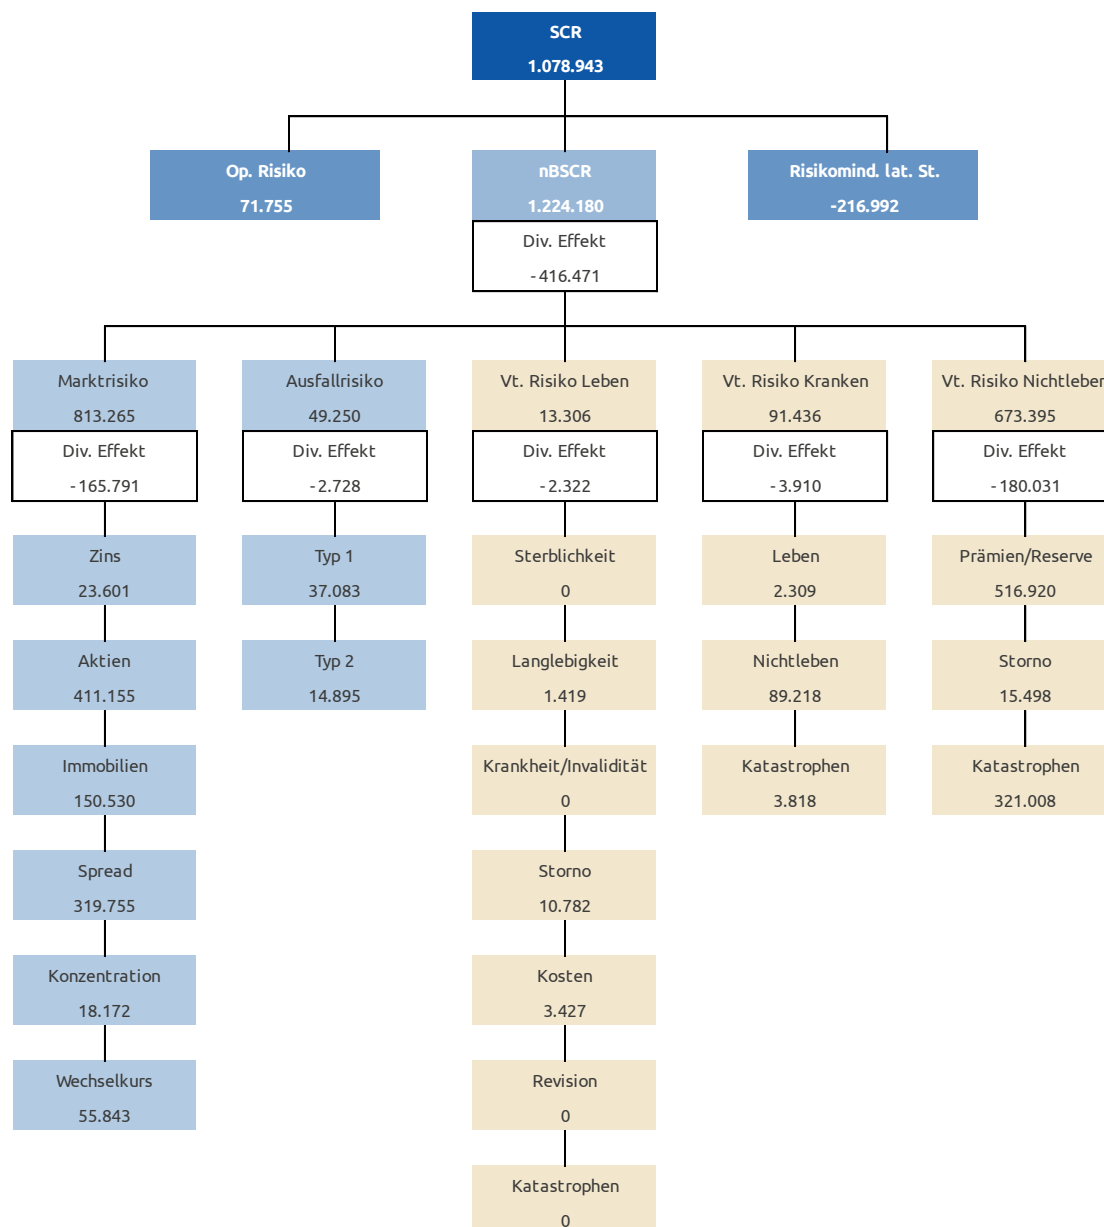 SCR
1.078.943
Op. Risiko
71.755
nBSCR
1.224.180
Risikomind. lat. St.
-216.992
Div. Effekt
-416.471
Marktrisiko
813.265
Div. Effekt
-165.791
Zins
23.601
Aktien
411.155
Immobilien
150.530
Spread
319.755
Konzentration
18.172
Wechselkurs
55.843
Ausfallrisiko
49.250
Div. Effekt
-2.728
Typ 1
37.083
Typ 2
14.895
Vt. Risiko Leben
13.306
Div. Effekt
-2.322
Sterblichkeit
0
Langlebigkeit
1.419
Krankheit/Invalidität
0
Storno
10.782
Kosten
3.427
Revision
0
Katastrophen
0
Vt. Risiko Kranken
91.436
Div. Effekt
-3.910
Leben
2.309
Nichtleben
89.218
Katastrophen
3.818
Vt. Risiko Nichtleben
673.395
Div. Effekt
-180.031
Prämien/Reserve
516.920
Storno
15.498
Katastrophen
321.008